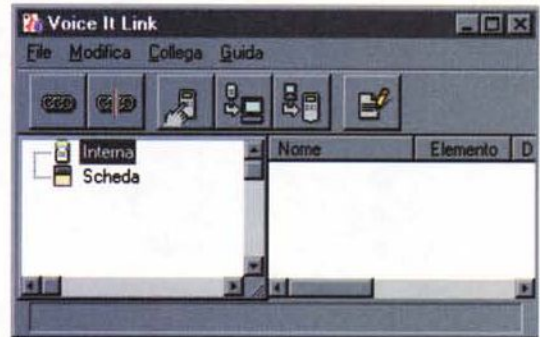 Voice It Link
File Modifica Collega Guida
Interna
Scheda
Nome Elemento D